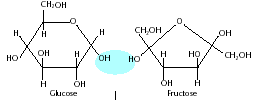 CH₂OH
H O H
H
HO OH H OH
H OH
Glucose
CH₂OH O OH
HO H H CH₂OH
OH H
Fructose
I